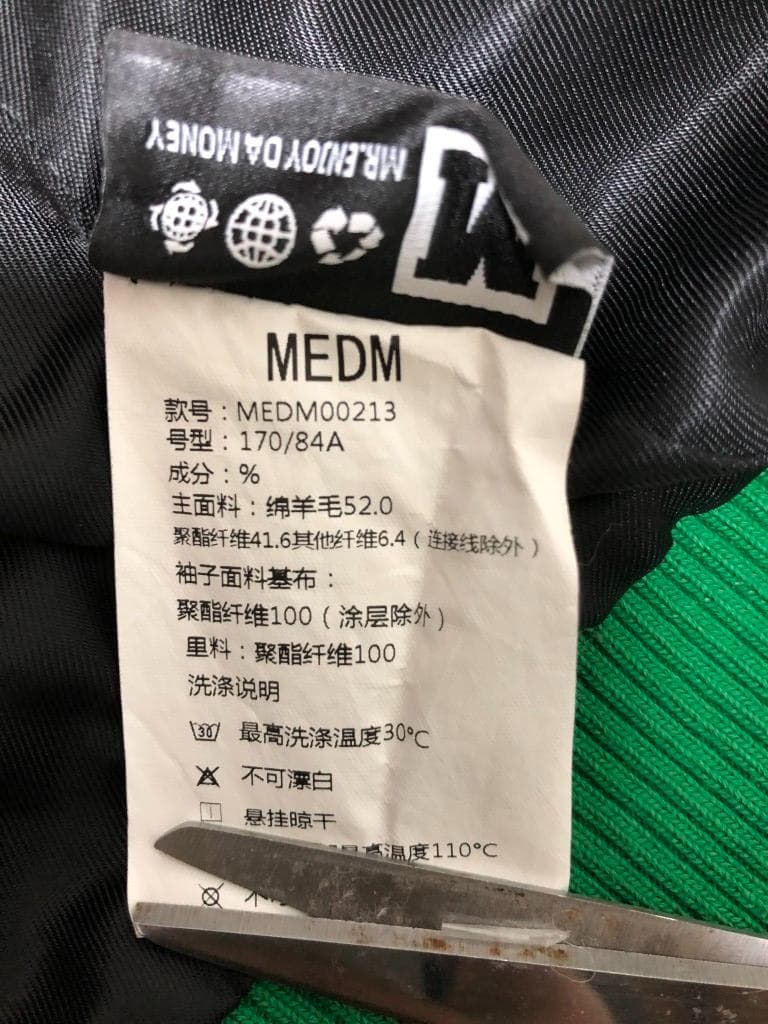 MR.ENJOY DA MONEY
M
MEDM
款号：MEDM00213
号型：170/84A
成分：%
主面料：绵羊毛52.0
聚酯纤维41.6其他纤维6.4（连接线除外）
袖子面料基布：
聚酯纤维100（涂层除外）
里料：聚酯纤维100
洗涤说明
30 最高洗涤温度30℃
不可漂白
悬挂晾干
最高温度110℃
不